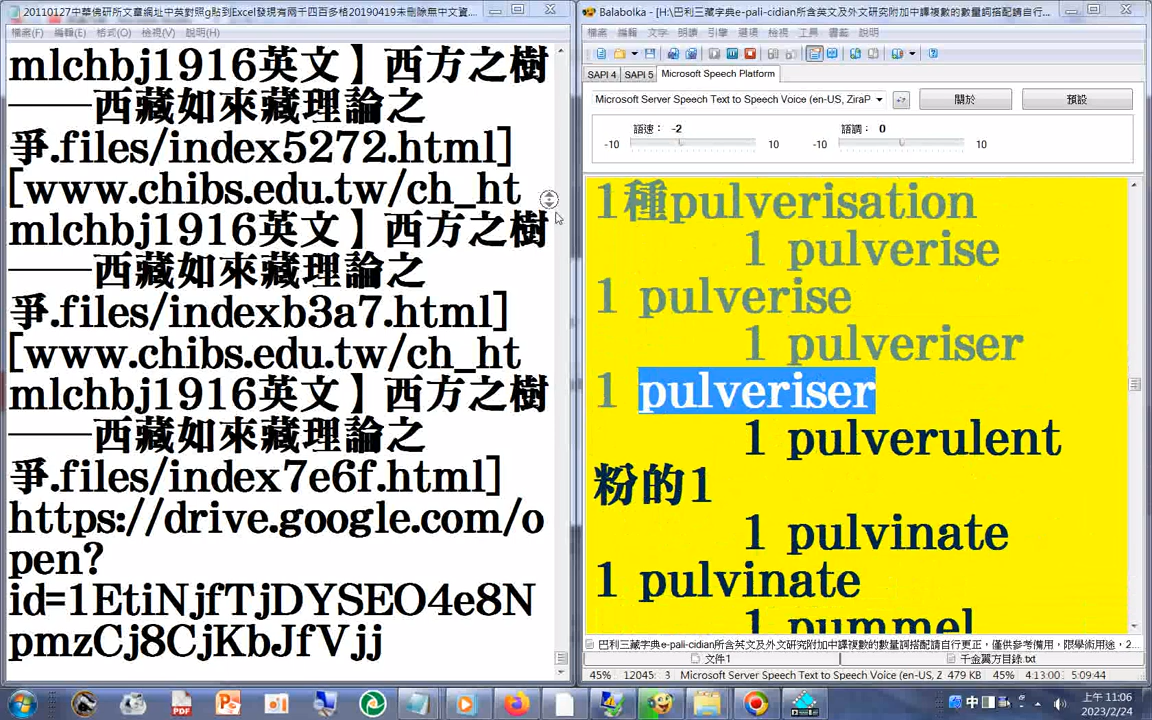 20110127中華佛研所文章網址中英對照g貼到Excel發現有兩千四百多格20190419未刪除無中文資...
檔案(F) 編輯(E) 格式(O) 檢視(V) 說明(H)
mlchbj1916英文】西方之樹
——西藏如來藏理論之
爭.files/index5272.html]
[www.chibs.edu.tw/ch_ht
mlchbj1916英文】西方之樹
——西藏如來藏理論之
爭.files/indexb3a7.html]
[www.chibs.edu.tw/ch_ht
mlchbj1916英文】西方之樹
——西藏如來藏理論之
爭.files/index7e6f.html]
https://drive.google.com/o
pen?
id=1EtiNjfTjDYSEO4e8N
pmzCj8CjKbJfVjj
Balabolka - [H:\巴利三藏字典e-pali-cidian所含英文及外文研究附加中譯複數的數量詞搭配請自行...
檔案 編輯 文字 朗讀 引擎 選項 檢視 工具 書籤 說明
SAPI 4 SAPI 5 Microsoft Speech Platform
Microsoft Server Speech Text to Speech Voice (en-US, ZiraP
關於 預設
語速： -2 語調： 0
-10 10 -10 10
1種pulverisation
1 pulverise
1 pulverise
1 pulveriser
1 pulveriser
1 pulverulent
粉的1
1 pulvinate
1 pulvinate
1 pummel
巴利三藏字典e-pali-cidian所含英文及外文研究附加中譯複數的數量詞搭配請自行更正，僅供參考備用，限學術用途，2...
文件1 千金翼方目錄.txt
45% 12045: 3 Microsoft Server Speech Text to Speech Voice 479 KB 45% 4:13:00 5:09:44
上午 11:06
2023/2/24